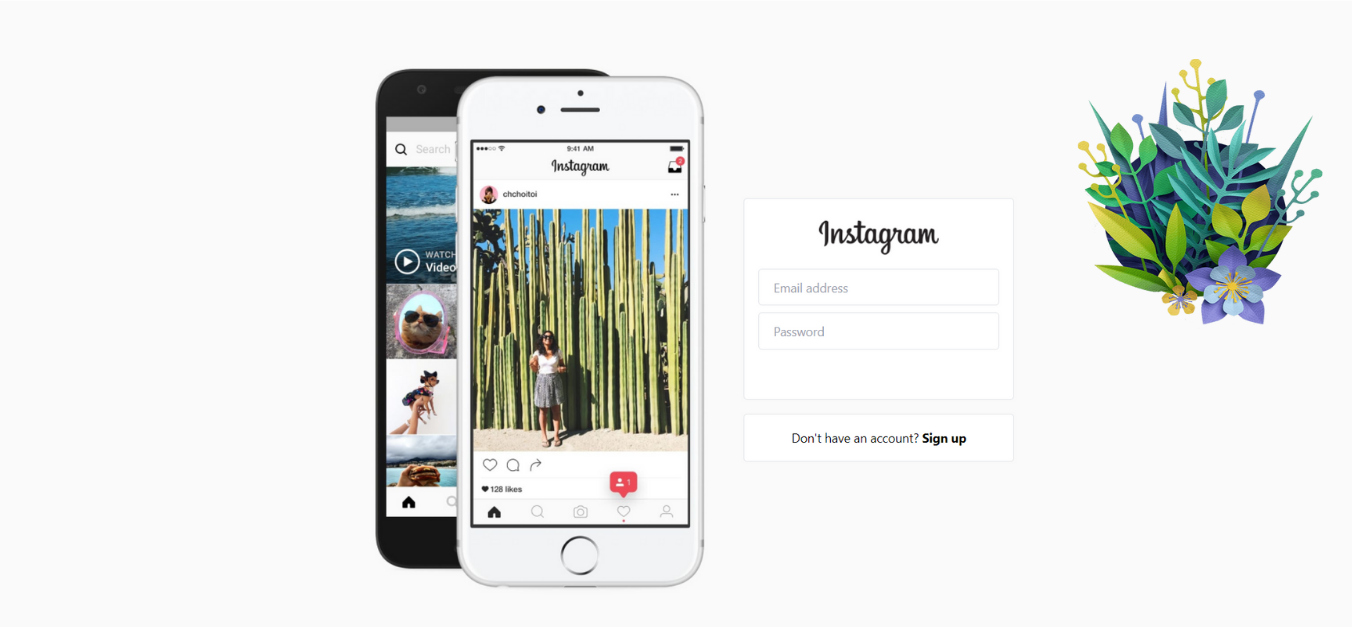 Search
WATCH
Video
9:41 AM
Instagram
2
chchoitoi
128 likes
1
Instagram
Email address
Password
Don't have an account? Sign up